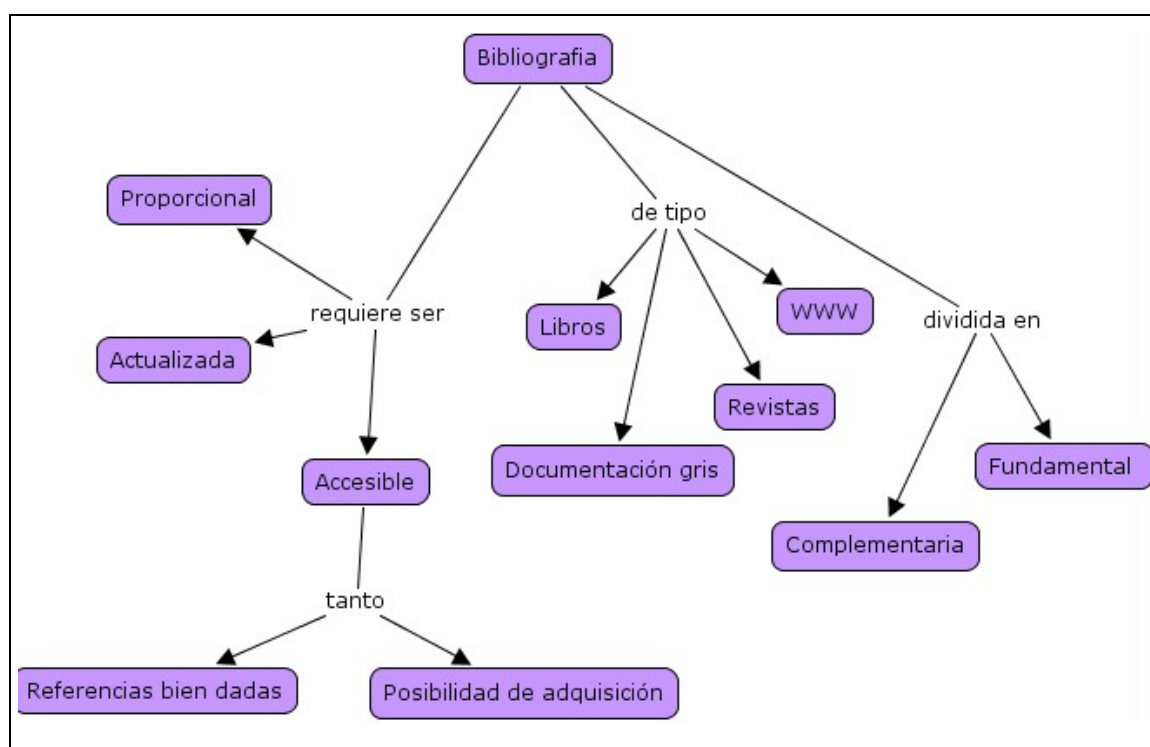 Bibliografia
Proporcional
de tipo
requiere ser
Libros
WWW
dividida en
Actualizada
Revistas
Accesible
Documentación gris
Fundamental
Complementaria
tanto
Referencias bien dadas
Posibilidad de adquisición